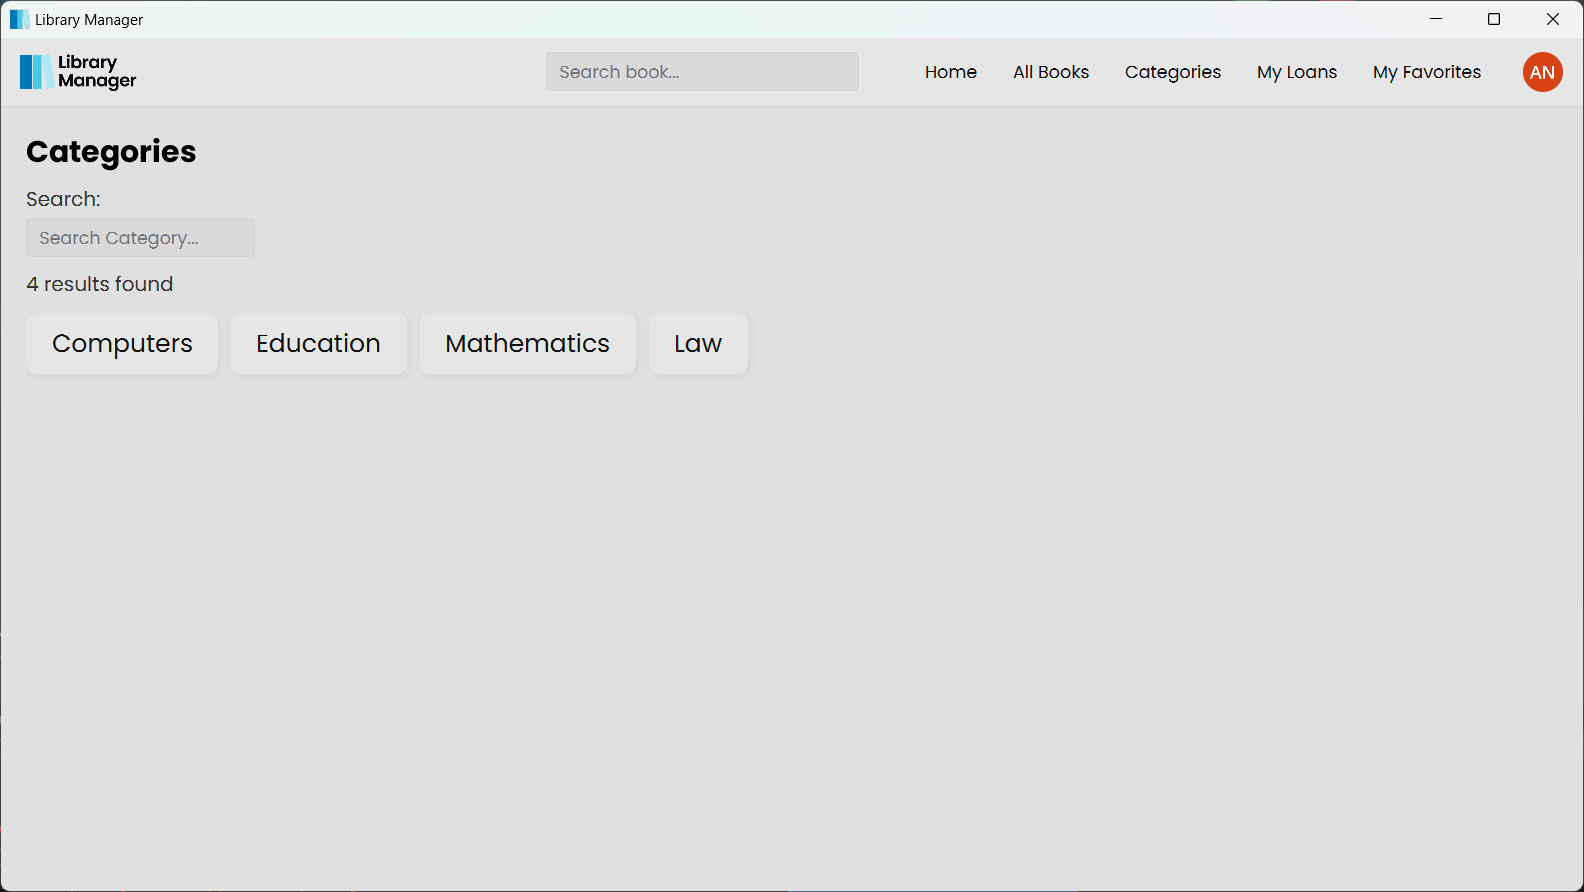 Library Manager
Library
Manager
Search book...
Home
All Books
Categories
My Loans
My Favorites
AN
Categories
Search:
Search Category...
4 results found
Computers
Education
Mathematics
Law